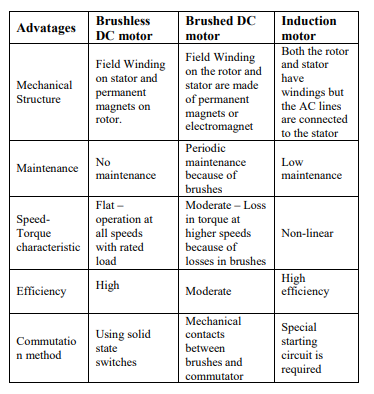 Advatages
Brushless
DC motor
Brushed DC
motor
Induction
motor
Mechanical
Structure
Field Winding
on stator and
permanent
magnets on
rotor.
Field Winding
on the rotor and
stator are made
of permanent
magnets or
electromagnet
Both the rotor
and stator
have
windings but
the AC lines
are connected
to the stator
Maintenance
No
maintenance
Periodic
maintenance
because of
brushes
Low
maintenance
Speed-
Torque
characteristic
Flat –
operation at
all speeds
with rated
load
Moderate – Loss
in torque at
higher speeds
because of
losses in brushes
Non-linear
Efficiency
High
Moderate
High
efficiency
Commutatio
n method
Using solid
state
switches
Mechanical
contacts
between
brushes and
commutator
Special
starting
circuit is
required